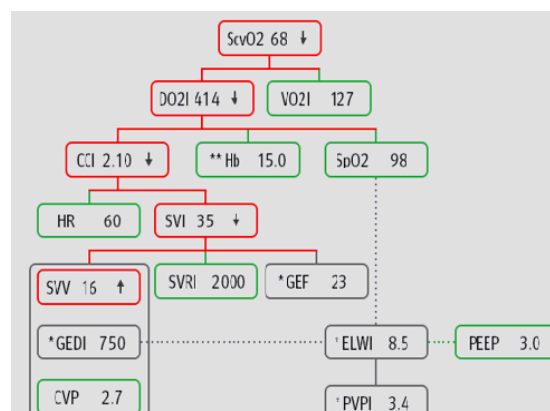 ScvO2 68 ↓
DO2I 414 ↓
VO2I 127
CCI 2.10 ↓
** Hb 15.0
SpO2 98
HR 60
SVI 35 ↓
SVV 16 ↑
SVRI 2000
*GEF 23
*GEDI 750
*ELWI 8.5
PEEP 3.0
CVP 2.7
*PVPI 3.4